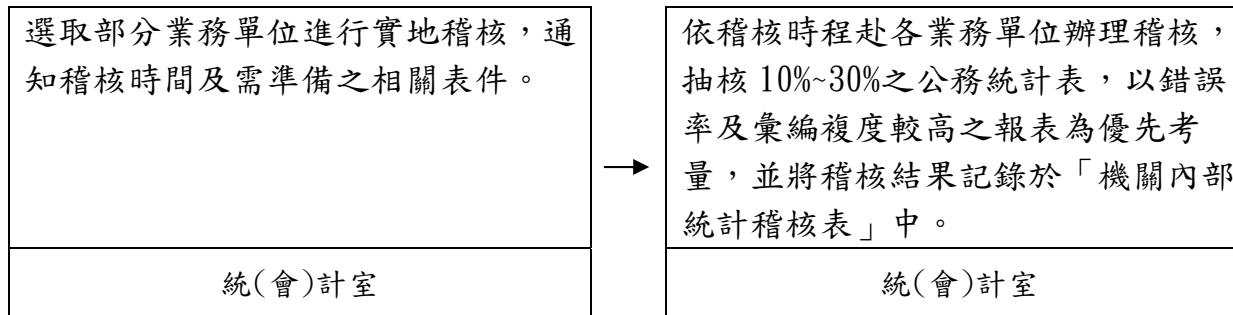 選取部分業務單位進行實地稽核，通
知稽核時間及需準備之相關表件。
統(會)計室
依稽核時程赴各業務單位辦理稽核，
抽核10%~30%之公務統計表，以錯誤
率及彙編複度較高之報表為優先考
量，並將稽核結果記錄於「機關內部
統計稽核表」中。
統(會)計室